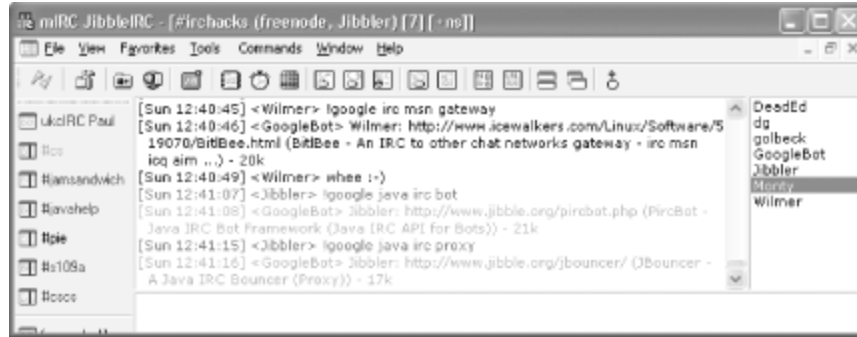 mIRC JibbleIRC - [#irchacks (freenode, Jibbler) [7] [+ns]]
File View Favorites Tools Commands Window Help
ukcIRC Paul
#cs
#jamsandwich
#javahelp
#pie
#s109a
#cscs
[Sun 12:40:45] <Wilmer> !google irc msn gateway
[Sun 12:40:46] <GoogleBot> Wilmer: http://www.icewalkers.com/Linux/Software/5
19070/BitlBee.html (BitlBee - An IRC to other chat networks gateway - irc msn
icq aim ...) - 20k
[Sun 12:40:49] <Wilmer> whee :-)
[Sun 12:41:07] <Jibbler> !google java irc bot
[Sun 12:41:08] <GoogleBot> Jibbler: http://www.jibble.org/pircbot.php (PircBot -
Java IRC Bot Framework (Java IRC API for Bots)) - 21k
[Sun 12:41:15] <Jibbler> !google java irc proxy
[Sun 12:41:16] <GoogleBot> Jibbler: http://www.jibble.org/jbouncer/ (JBouncer -
A Java IRC Bouncer (Proxy)) - 17k
DeadEd
dg
golbeck
GoogleBot
Jibbler
Monty
Wilmer